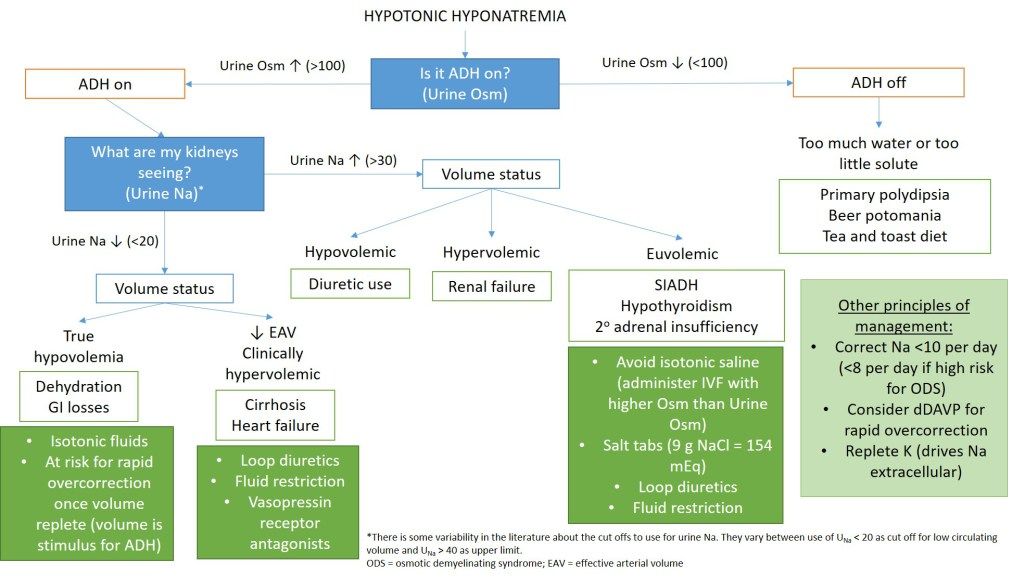 HYPOTONIC HYPONATREMIA
Urine Osm ↑ (>100)
Is it ADH on?
(Urine Osm)
Urine Osm ↓ (<100)
ADH on
ADH off
What are my kidneys
seeing?
(Urine Na)*
Urine Na ↑ (>30)
Volume status
Too much water or too
little solute
Primary polydipsia
Beer potomania
Tea and toast diet
Urine Na ↓ (<20)
Volume status
Hypovolemic
Diuretic use
Hypervolemic
Renal failure
Euvolemic
SIADH
Hypothyroidism
2º adrenal insufficiency
• Avoid isotonic saline
(administer IVF with
higher Osm than Urine
Osm)
• Salt tabs (9 g NaCl = 154
mEq)
• Loop diuretics
• Fluid restriction
True
hypovolemia
Dehydration
GI losses
• Isotonic fluids
• At risk for rapid
overcorrection
once volume
replete (volume is
stimulus for ADH)
↓ EAV
Clinically
hypervolemic
Cirrhosis
Heart failure
• Loop diuretics
• Fluid restriction
• Vasopressin
receptor
antagonists
Other principles of
management:
• Correct Na <10 per day
(<8 per day if high risk
for ODS)
• Consider dDAVP for
rapid overcorrection
• Replete K (drives Na
extracellular)
*There is some variability in the literature about the cut offs to use for urine Na. They vary between use of UNa < 20 as cut off for low circulating
volume and UNa > 40 as upper limit.
ODS = osmotic demyelinating syndrome; EAV = effective arterial volume